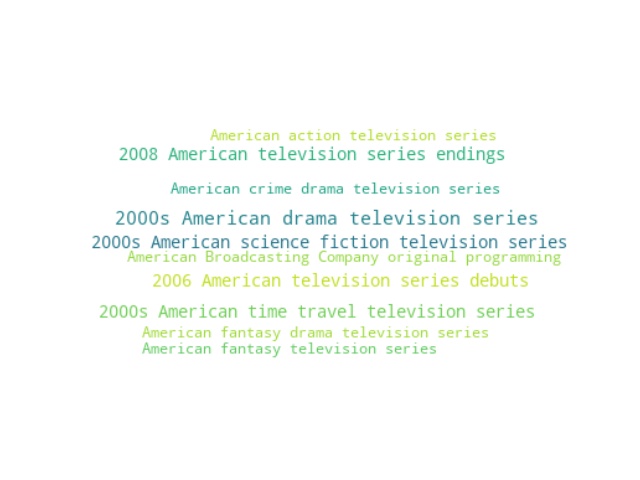 American action television series
2008 American television series endings
American crime drama television series
2000s American drama television series
2000s American science fiction television series
American Broadcasting Company original programming
2006 American television series debuts
2000s American time travel television series
American fantasy drama television series
American fantasy television series